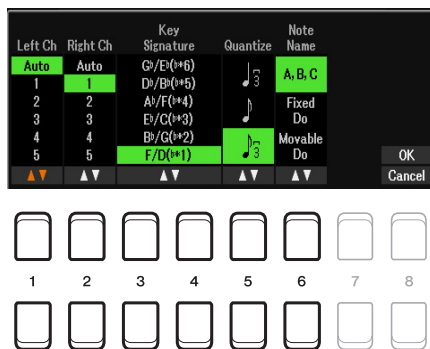 Left Ch Right Ch Key Signature Quantize Note Name
Auto Auto G♭/E♭(♭*6)
1 1 D♭/B♭(♭*5) 3 A, B, C
2 2 A♭/F(♭*4) Fixed
3 3 E♭/C(♭*3) Do
4 4 B♭/G(♭*2) Movable
5 5 F/D(♭*1) 3 Do OK
Cancel
1 2 3 4 5 6 7 8